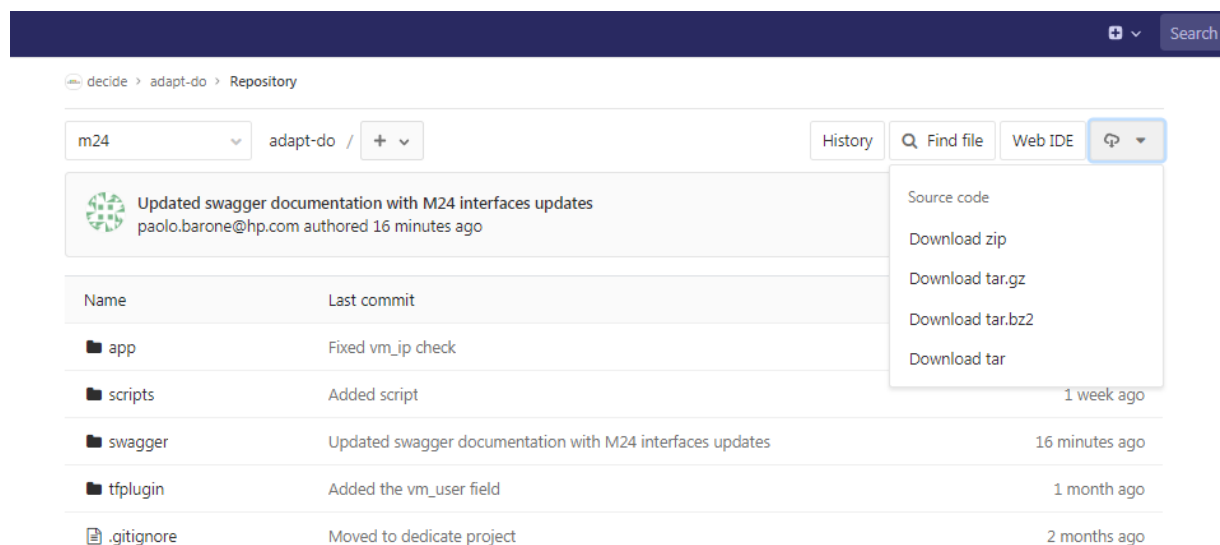 Search
decide > adapt-do > Repository
m24
adapt-do / +
History
Find file
Web IDE
Updated swagger documentation with M24 interfaces updates
paolo.barone@hp.com authored 16 minutes ago
Source code
Download zip
Download tar.gz
Download tar.bz2
Download tar
Name Last commit
app Fixed vm_ip check
scripts Added script 1 week ago
swagger Updated swagger documentation with M24 interfaces updates 16 minutes ago
tfplugin Added the vm_user field 1 month ago
.gitignore Moved to dedicate project 2 months ago